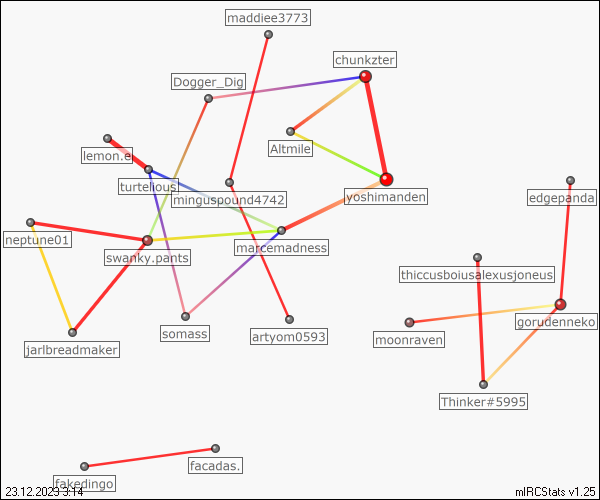 maddiee3773
chunkzter
Dogger_Dig
Altmile
lemon.e
turtelious
minguspound4742
yoshimanden
edgepanda
neptune01
swanky.pants
marcemadness
thiccusboiusalexusjoneus
somass
artyom0593
gorudenneko
moonraven
jarlbreadmaker
Thinker#5995
facadas.
fakedingo
23.12.2023 3:14
mIRCStats v1.25